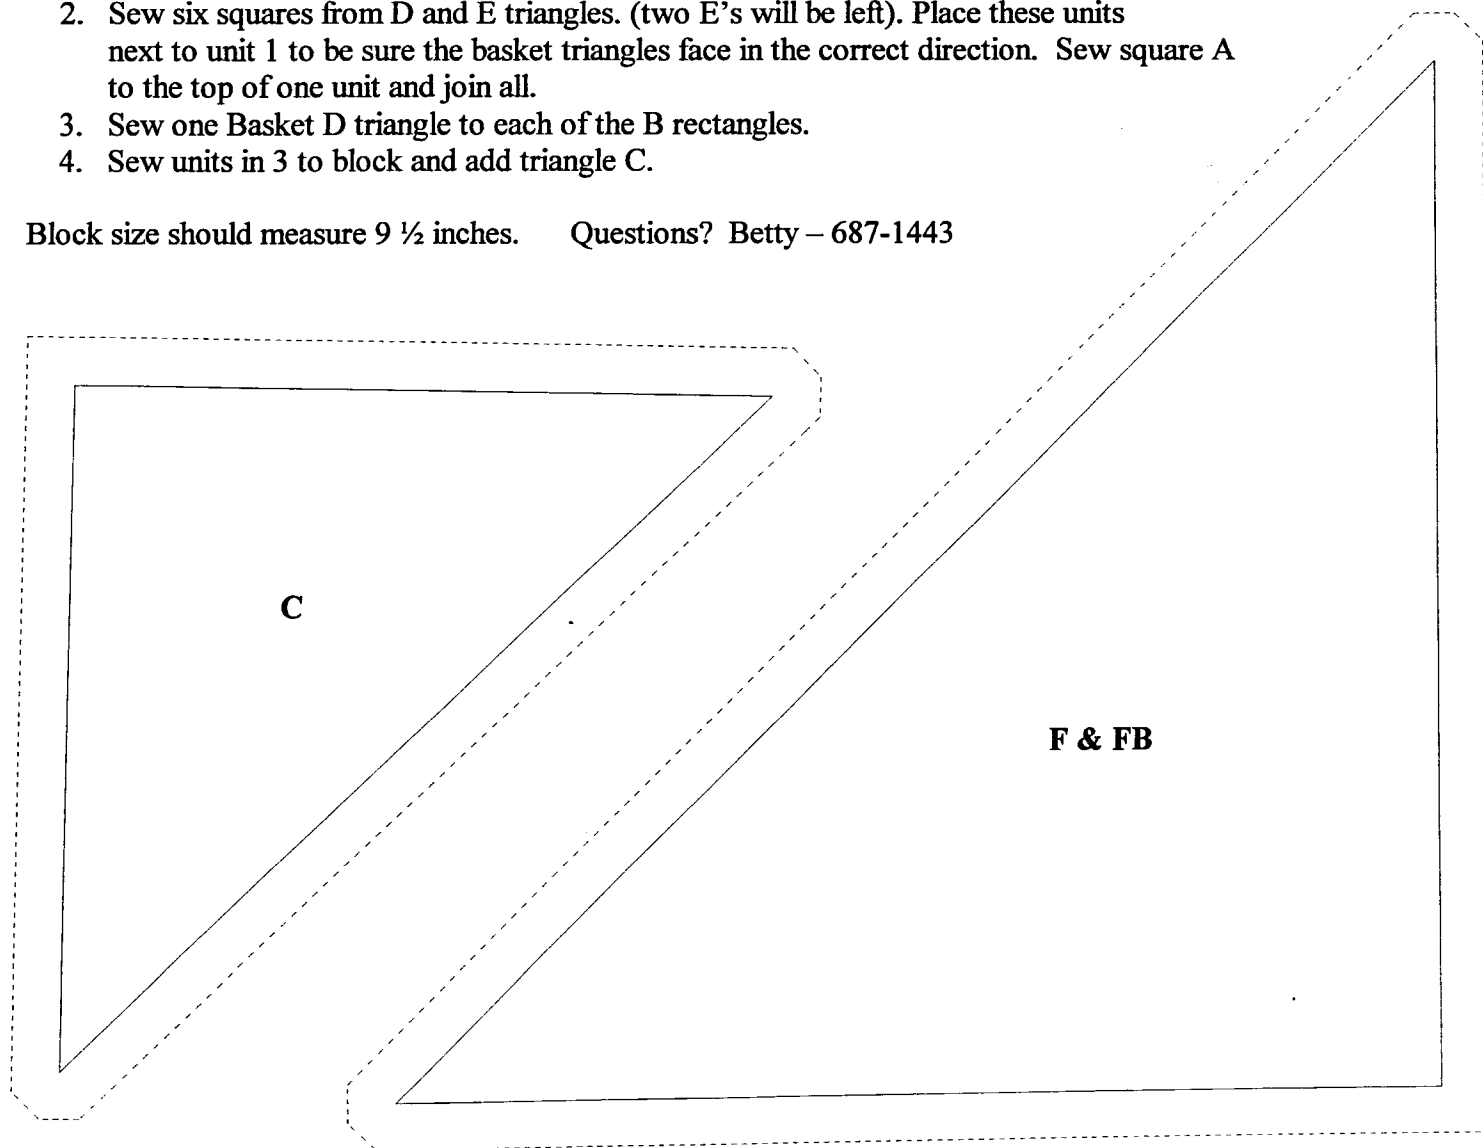 2. Sew six squares from D and E triangles. (two E’s will be left). Place these units
next to unit 1 to be sure the basket triangles face in the correct direction. Sew square A
to the top of one unit and join all.
3. Sew one Basket D triangle to each of the B rectangles.
4. Sew units in 3 to block and add triangle C.
Block size should measure 9 ½ inches. Questions? Betty – 687-1443
C
F & FB